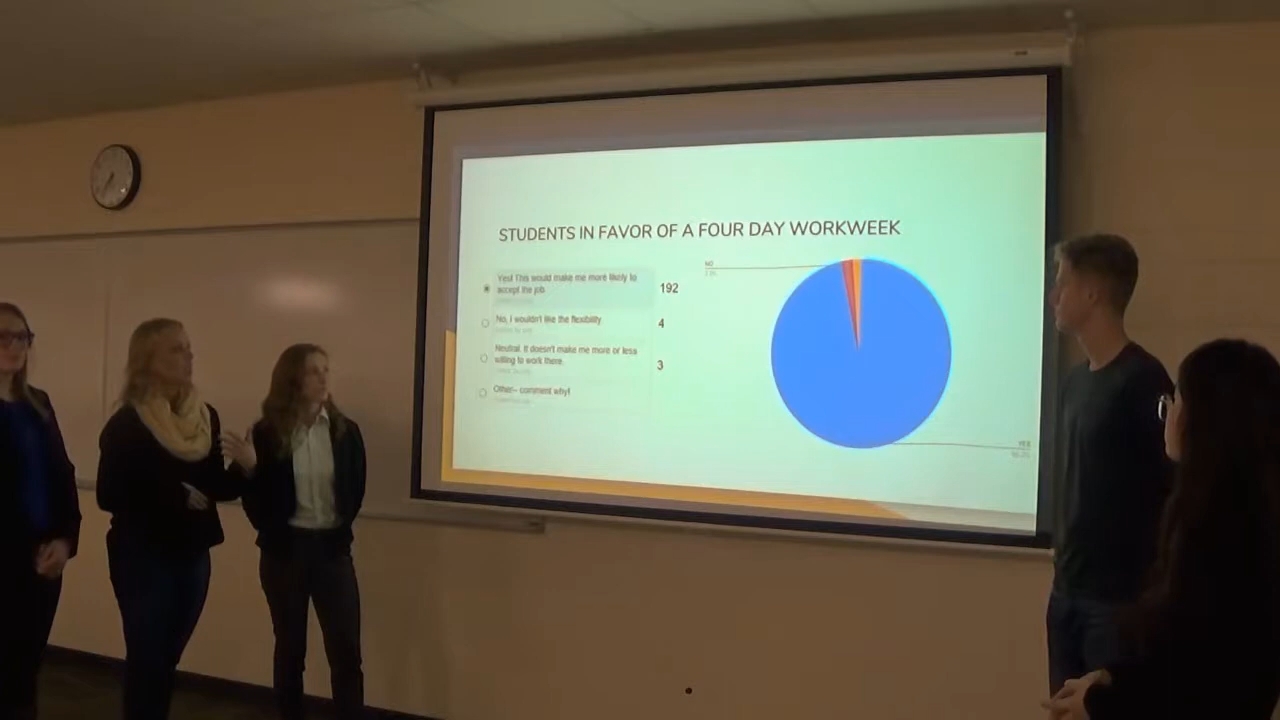 STUDENTS IN FAVOR OF A FOUR DAY WORKWEEK
Yes! This would make me more likely to
accept the job.
192
No, I wouldn't like the flexibility
4
Neutral. It doesn't make me more or less
willing to work there.
3
Other-- comment why!
NO
YES